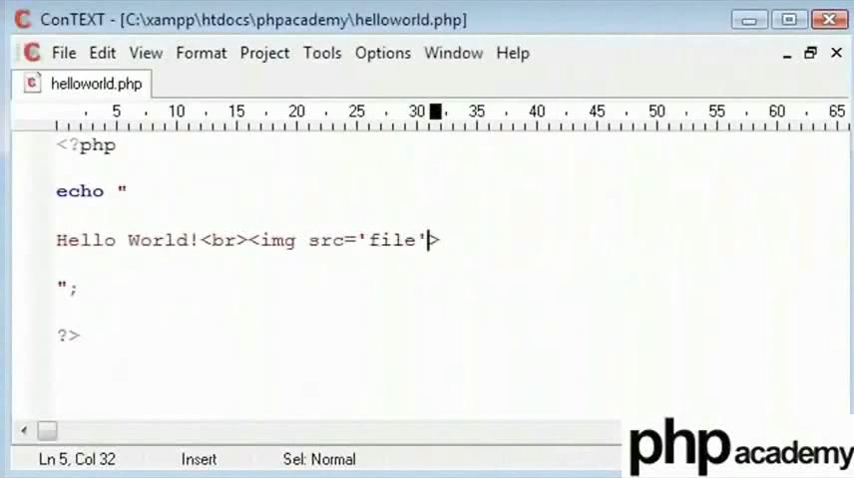 ConTEXT - [C:\xampp\htdocs\phpacademy\helloworld.php]
File Edit View Format Project Tools Options Window Help
helloworld.php
5 10 15 20 25 30 35 40 45 50 55 60 65
<?php
echo "
Hello World!<br><img src='file'>
";
?>
Ln 5, Col 32 Insert Sel: Normal
php academy